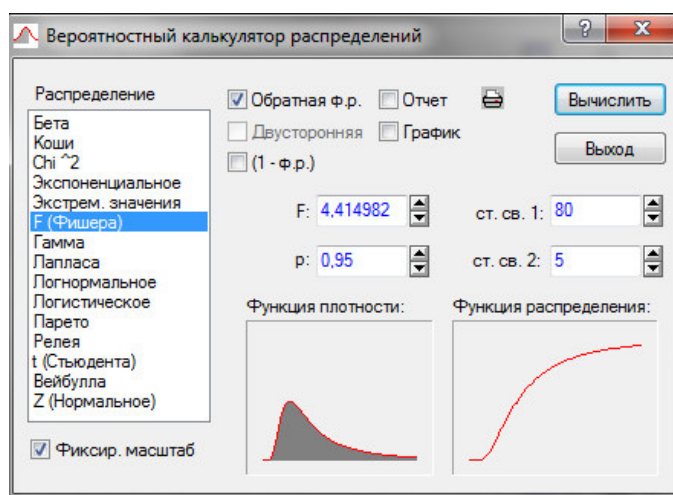 Вероятностный калькулятор распределений
Распределение
Бета
Коши
Chi ^2
Экспоненциальное
Экстрем. значения
F (Фишера)
Гамма
Лапласа
Логнормальное
Логистическое
Парето
Релея
t (Стьюдента)
Вейбулла
Z (Нормальное)
Фиксир. масштаб
Обратная ф.р. Отчет
Двусторонняя График
(1 - ф.р.)
Вычислить
Выход
F: 4,414982 ст. св. 1: 80
p: 0,95 ст. св. 2: 5
Функция плотности: Функция распределения: